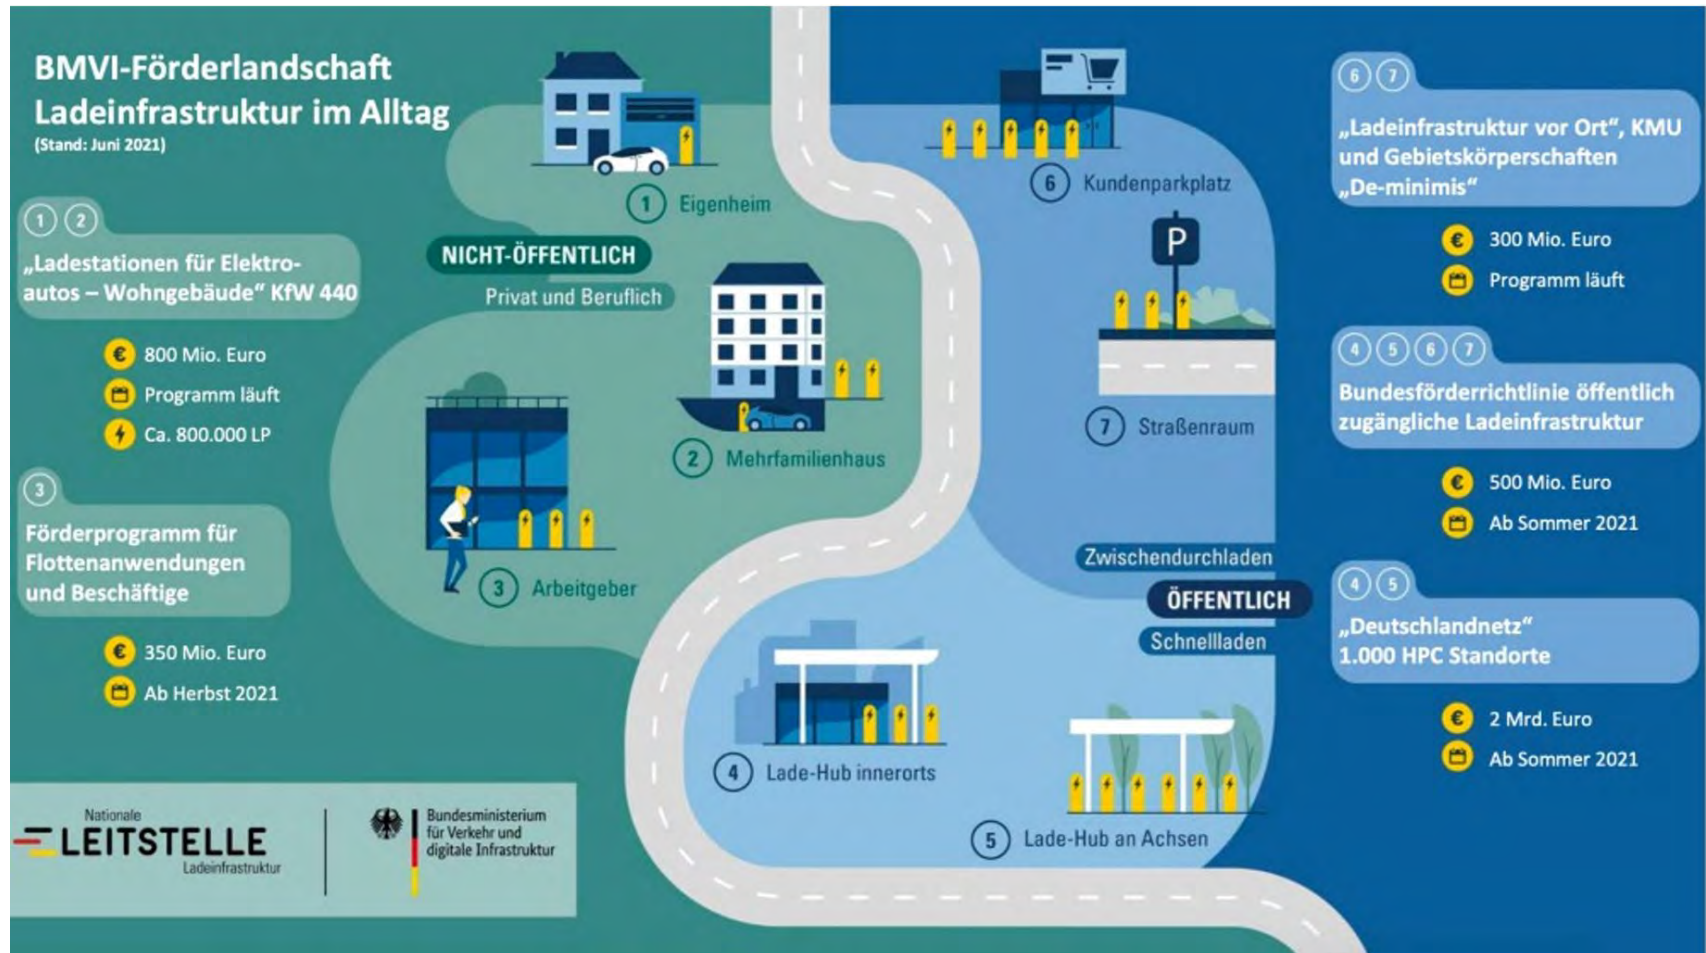 BMVI-Förderlandschaft
Ladeinfrastruktur im Alltag
(Stand: Juni 2021)
1 2
„Ladestationen für Elektro-
autos – Wohngebäude“ KfW 440
€ 800 Mio. Euro
Programm läuft
Ca. 800.000 LP
3
Förderprogramm für
Flottenanwendungen
und Beschäftige
€ 350 Mio. Euro
Ab Herbst 2021
1 Eigenheim
NICHT-ÖFFENTLICH
Privat und Beruflich
2 Mehrfamilienhaus
3 Arbeitgeber
6 Kundenparkplatz
P
7 Straßenraum
Zwischendurchladen
ÖFFENTLICH
Schnellladen
4 Lade-Hub innerorts
5 Lade-Hub an Achsen
6 7
„Ladeinfrastruktur vor Ort“, KMU
und Gebietskörperschaften
„De-minimis“
€ 300 Mio. Euro
Programm läuft
4 5 6 7
Bundesförderrichtlinie öffentlich
zugängliche Ladeinfrastruktur
€ 500 Mio. Euro
Ab Sommer 2021
4 5
„Deutschlandnetz“
1.000 HPC Standorte
€ 2 Mrd. Euro
Ab Sommer 2021
Nationale
LEITSTELLE
Ladeinfrastruktur
Bundesministerium
für Verkehr und
digitale Infrastruktur